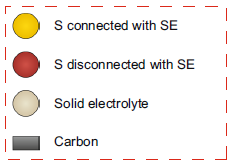 S connected with SE
S disconnected with SE
Solid electrolyte
Carbon